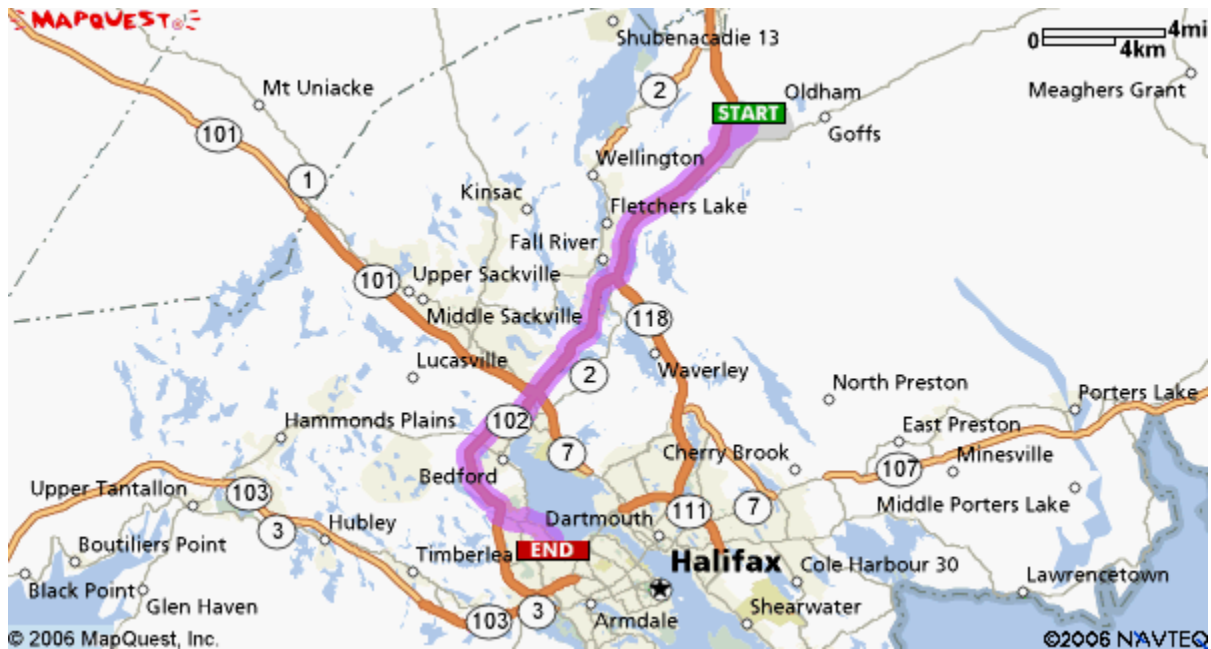 MAPQUEST
Shubenacadie 13
0 4mi
4km
Mt Uniacke
2
Oldham
Meaghers Grant
START
101
Goffs
Wellington
1
Kinsac
Fletchers Lake
Fall River
101
Upper Sackville
Middle Sackville
118
Lucasville
2
Waverley
North Preston
Porters Lake
Hammonds Plains
102
East Preston
7
Cherry Brook
Minesville
Bedford
107
Upper Tantallon
103
Middle Porters Lake
7
111
3
Hubley
Dartmouth
Boutiliers Point
Timberlea
END
Halifax
Cole Harbour 30
Lawrencetown
Black Point
Glen Haven
103
3
Armdale
Shearwater
© 2006 MapQuest, Inc.
©2006 NAVTEQ